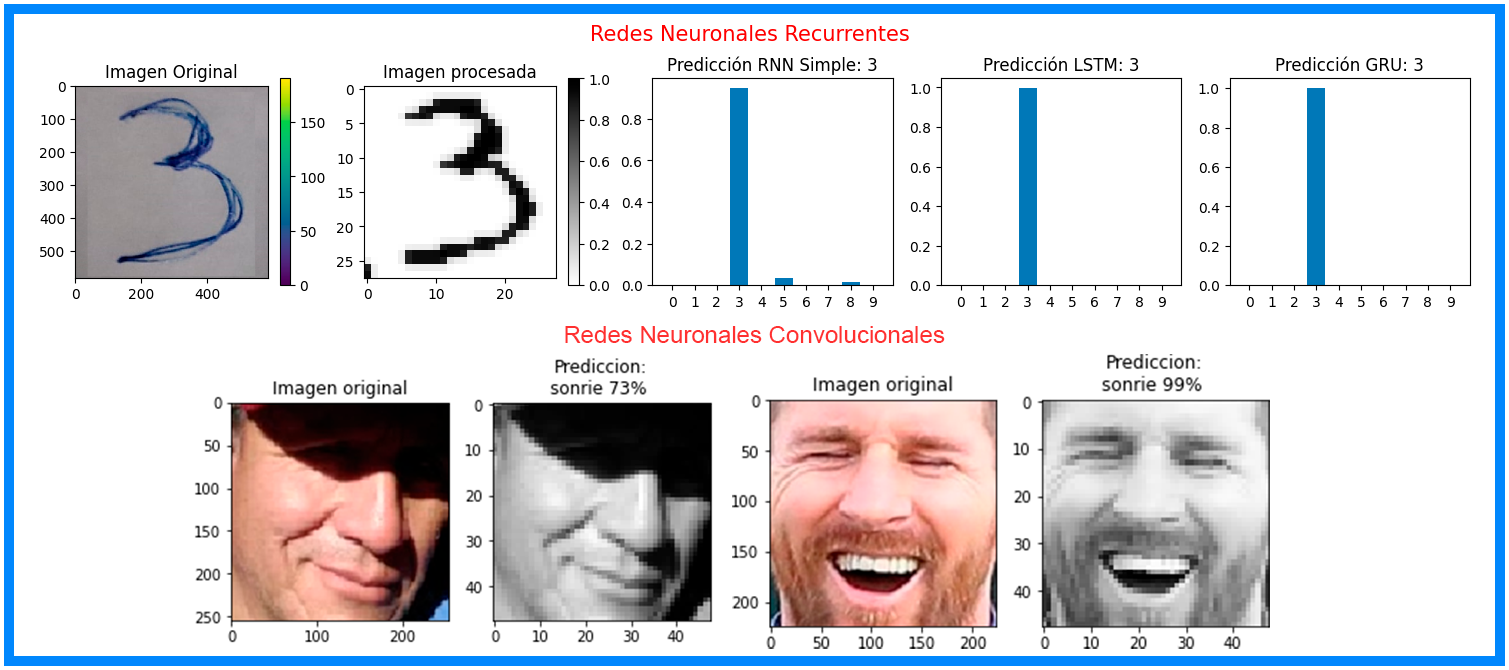 Redes Neuronales Recurrentes
Imagen Original
0
100
200
300
400
500
0 200 400
150
100
50
0
3
Imagen procesada
0
5
10
15
20
25
0 10 20
1.0
0.8
0.6
0.4
0.2
0.0
3
Predicción RNN Simple: 3
0.8
0.6
0.4
0.2
0.0
0 1 2 3 4 5 6 7 8 9
Predicción LSTM: 3
1.0
0.8
0.6
0.4
0.2
0.0
0 1 2 3 4 5 6 7 8 9
Predicción GRU: 3
1.0
0.8
0.6
0.4
0.2
0.0
0 1 2 3 4 5 6 7 8 9
Redes Neuronales Convolucionales
Imagen original
0
50
100
150
200
250
0 100 200
Prediccion:
sonrie 73%
0
10
20
30
40
0 10 20 30 40
Imagen original
0
50
100
150
200
0 50 100 150 200
Prediccion:
sonrie 99%
0
10
20
30
40
0 10 20 30 40